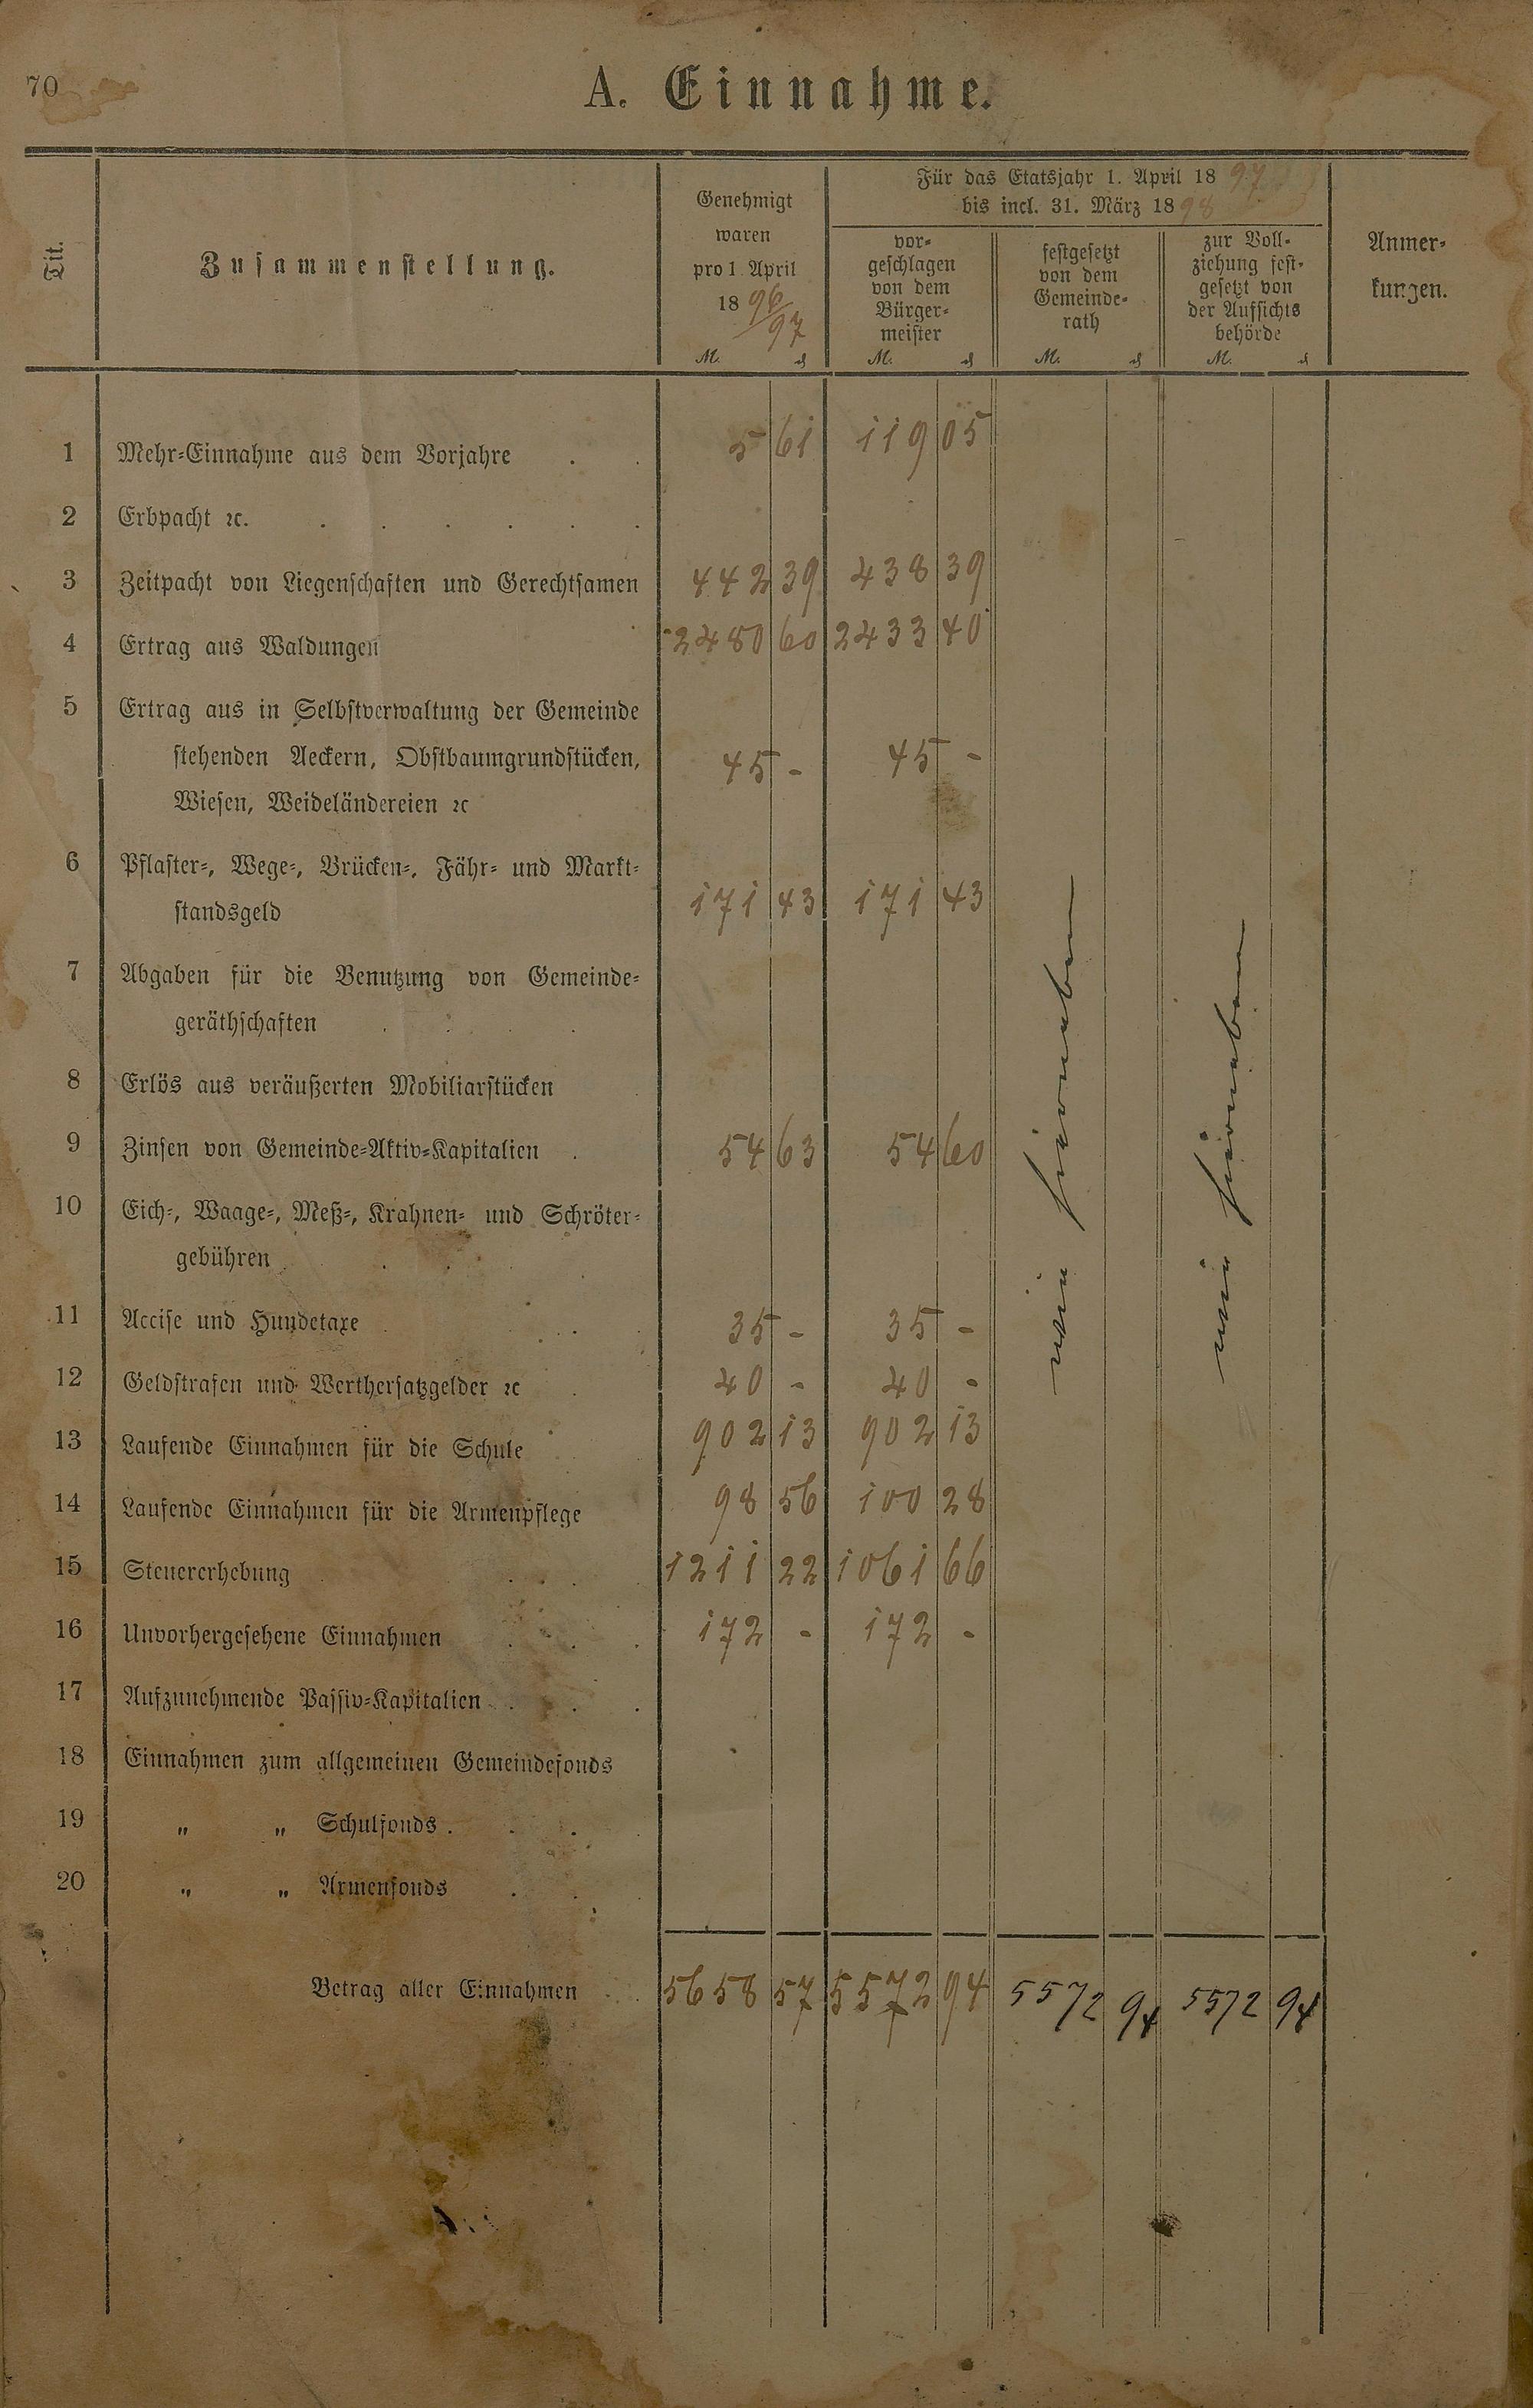 70
A. Einnahme.
Tit.
Zusammenstellung.
Genehmigt
waren
pro 1. April
18 96/97
M. ₰
Für das Etatsjahr 1. April 18 97
bis incl. 31. März 18 98
vor-
geschlagen
von dem
Bürger-
meister
M. ₰
festgesetzt
von dem
Gemeinde-
rath
M. ₰
zur Voll-
ziehung fest-
gesetzt von
der Aufsichts
behörde
M. ₰
Anmer-
kungen.
1 Mehr-Einnahme aus dem Vorjahre . . 5 61 119 05
2 Erbpacht ꝛc. . . . . . .
3 Zeitpacht von Liegenschaften und Gerechtsamen 442 39 438 39
4 Ertrag aus Waldungen 2480 60 2433 40
5 Ertrag aus in Selbstverwaltung der Gemeinde
stehenden Aeckern, Obstbaumgrundstücken, 45 - 45 -
Wiesen, Weideländereien ꝛc
6 Pflaster-, Wege-, Brücken-, Fähr- und Markt-
standsgeld 171 43 171 43
7 Abgaben für die Benutzung von Gemeinde-
geräthschaften . . . .
8 Erlös aus veräußerten Mobiliarstücken
9 Zinsen von Gemeinde-Aktiv-Kapitalien . 54 63 54 60
10 Eich-, Waage-, Meß-, Krahnen- und Schröter-
gebühren . . . .
11 Accise und Hundetaxe . . . 35 - 35 -
12 Geldstrafen und Werthersatzgelder ꝛc . 40 - 40 -
13 Laufende Einnahmen für die Schule 902 13 902 13
14 Laufende Einnahmen für die Armenpflege 98 56 100 28
15 Steuererhebung . . . 1211 22 1061 66
16 Unvorhergesehene Einnahmen . . . 172 - 172 -
17 Aufzunehmende Passiv-Kapitalien . . .
18 Einnahmen zum allgemeinen Gemeindefonds
19 „ „ Schulfonds . . .
20 „ „ Armenfonds . .
wie hierneben
wie hierneben
Betrag aller Einnahmen . . 5658 57 5572 94 5572 94 5572 94